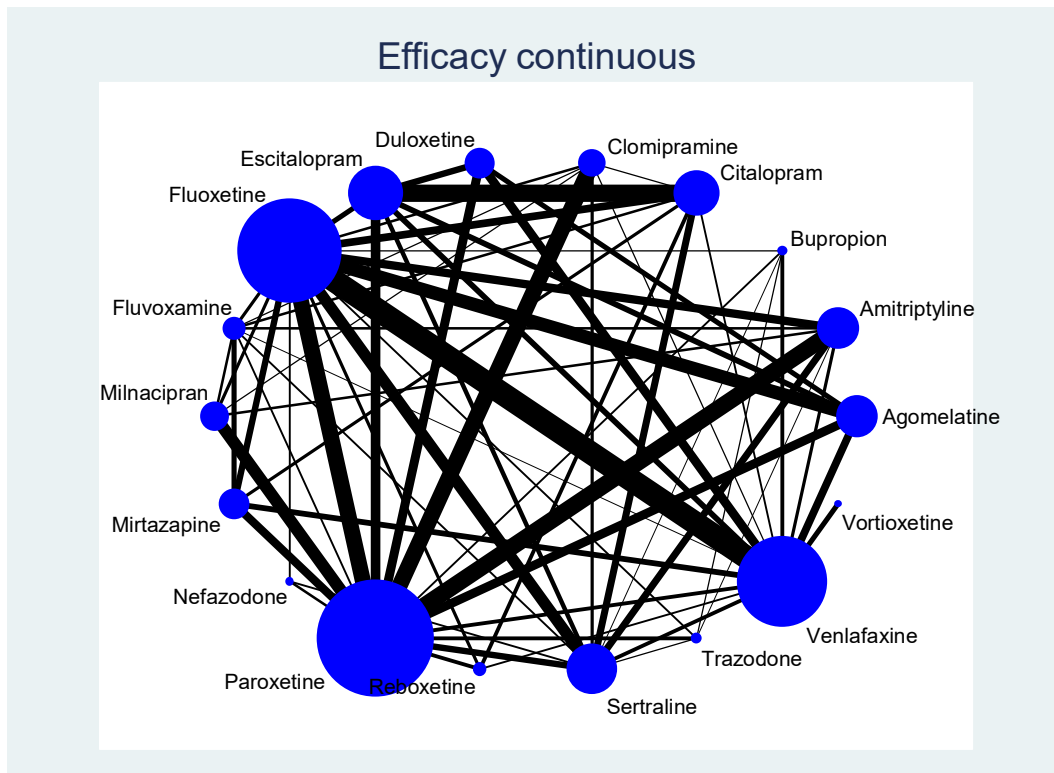 Efficacy continuous
Duloxetine
Clomipramine
Escitalopram
Citalopram
Fluoxetine
Bupropion
Fluvoxamine
Amitriptyline
Milnacipran
Agomelatine
Mirtazapine
Vortioxetine
Nefazodone
Venlafaxine
Trazodone
Paroxetine
Reboxetine
Sertraline